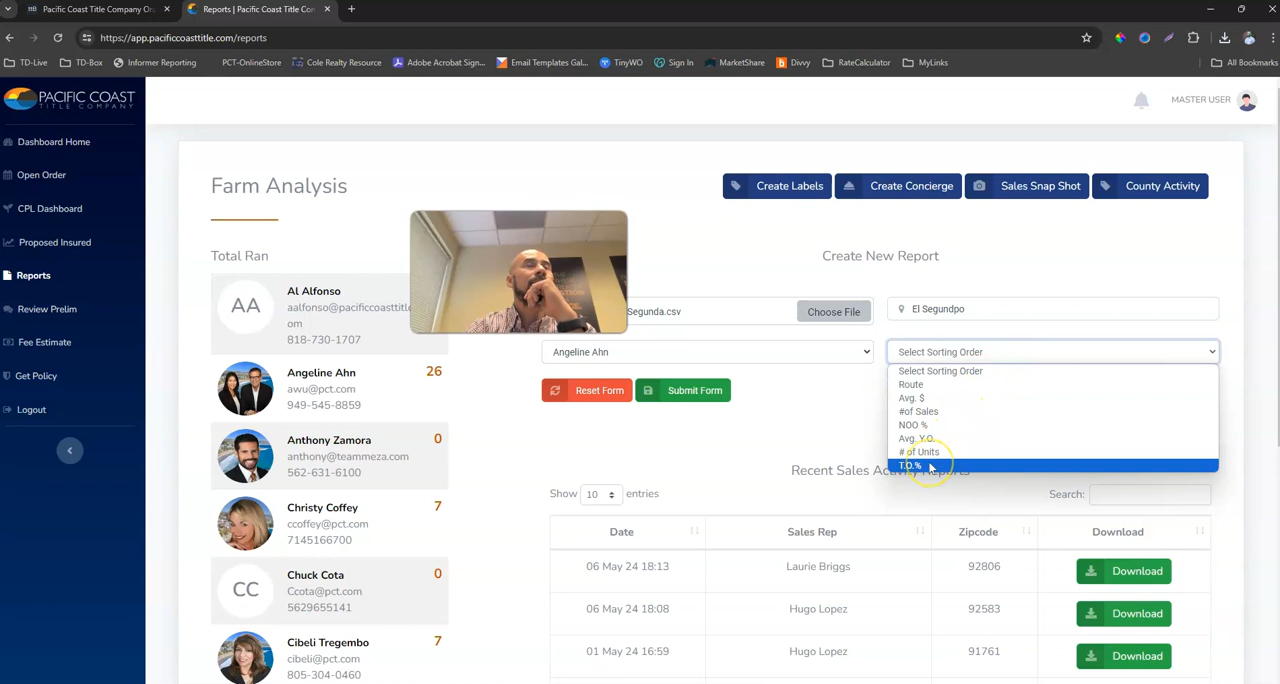 Pacific Coast Title Company Or
Reports | Pacific Coast Title Con
https://app.pacificcoasttitle.com/reports
TD-Live
TD-Box
Informer Reporting
PCT-OnlineStore
Cole Realty Resource
Adobe Acrobat Sign...
Email Templates Gal...
TinyWO
Sign In
MarketShare
Divvy
RateCalculator
MyLinks
All Bookmarks
PACIFIC COAST
TITLE COMPANY
MASTER USER
Dashboard Home
Open Order
CPL Dashboard
Proposed Insured
Reports
Review Prelim
Fee Estimate
Get Policy
Logout
Farm Analysis
Create Labels
Create Concierge
Sales Snap Shot
County Activity
Total Ran
AA
Al Alfonso
aalfonso@pacificcoasttitle.c
om
818-730-1707
Angeline Ahn
26
awu@pct.com
949-545-8859
Anthony Zamora
0
anthony@teammeza.com
562-631-6100
Christy Coffey
7
ccoffey@pct.com
7145166700
CC
Chuck Cota
0
Ccota@pct.com
5629655141
Cibeli Tregembo
7
cibeli@pct.com
805-304-0460
Create New Report
Segunda.csv
Choose File
El Segundpo
Angeline Ahn
Select Sorting Order
Select Sorting Order
Route
Avg. $
#of Sales
NOO %
Avg. Y.O.
# of Units
T.O.%
Reset Form
Submit Form
Recent Sales Activity Reports
Show 10 entries
Search:
Date
Sales Rep
Zipcode
Download
06 May 24 18:13
Laurie Briggs
92806
Download
06 May 24 18:08
Hugo Lopez
92583
Download
01 May 24 16:59
Hugo Lopez
91761
Download